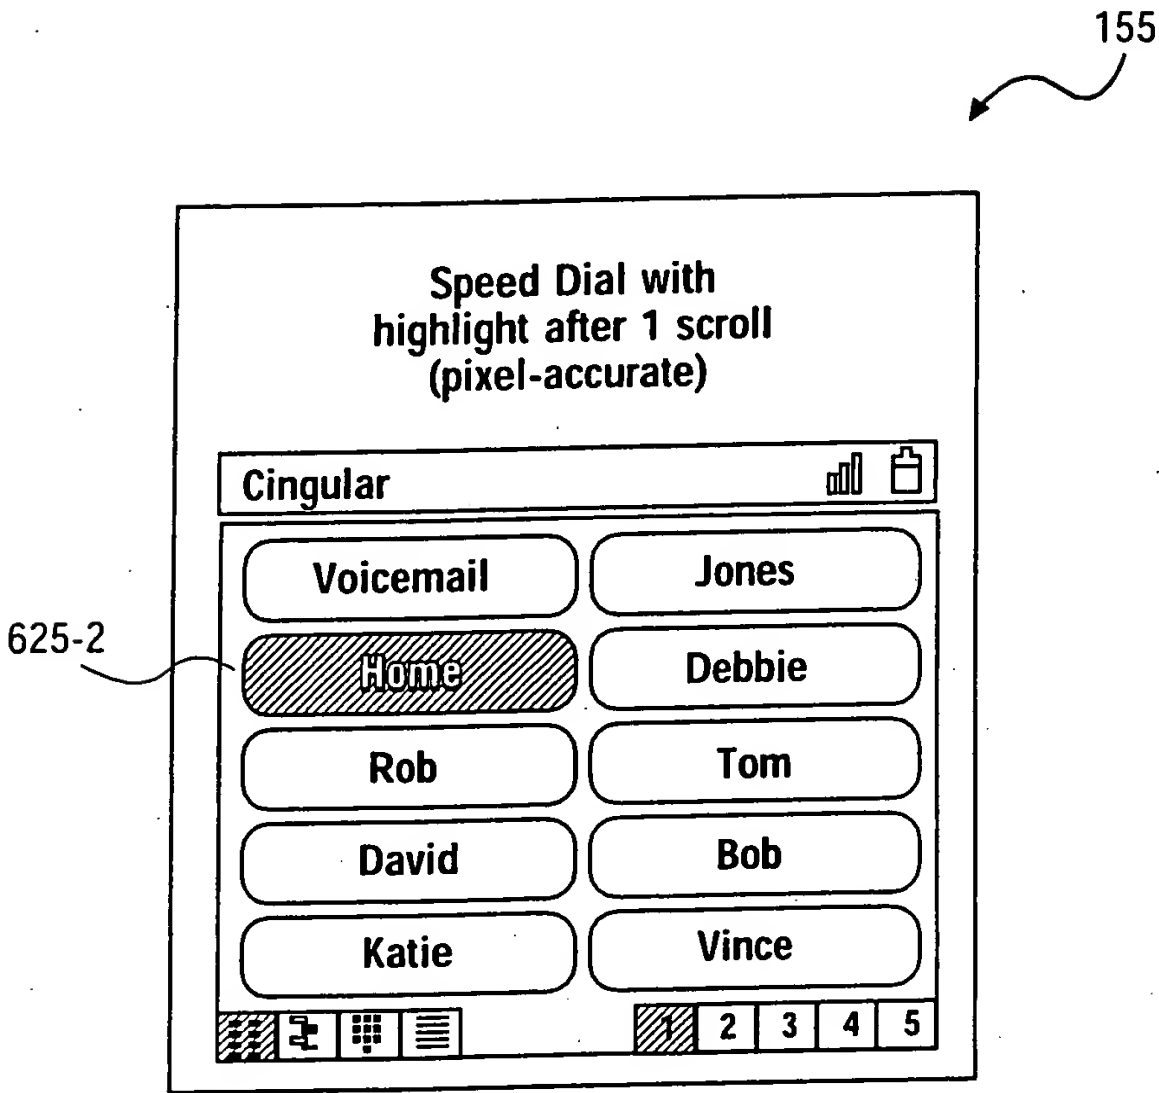 155
Speed Dial with
highlight after 1 scroll
(pixel-accurate)
Cingular
Voicemail Jones
625-2
Home Debbie
Rob Tom
David Bob
Katie Vince
1 2 3 4 5